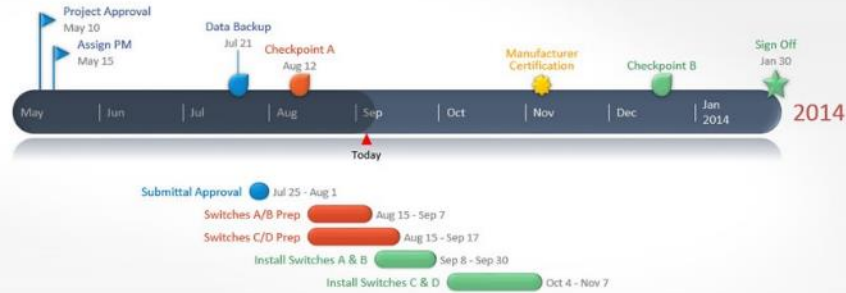 Project Approval
May 10
Assign PM
May 15
Data Backup
Jul 21
Checkpoint A
Aug 12
Manufacturer
Certification
Checkpoint B
Sign Off
Jan 30
May
Jun
Jul
Aug
Sep
Oct
Nov
Dec
Jan
2014
2014
Today
Submittal Approval
Jul 25 - Aug 1
Switches A/B Prep
Aug 15 - Sep 7
Switches C/D Prep
Aug 15 - Sep 17
Install Switches A & B
Sep 8 - Sep 30
Install Switches C & D
Oct 4 - Nov 7